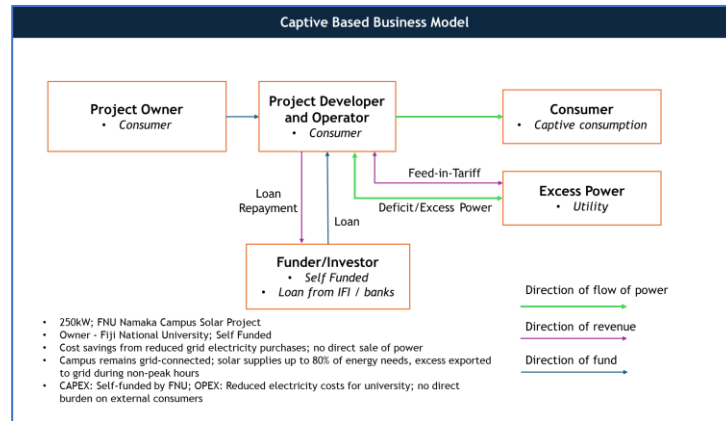 Captive Based Business Model
Project Owner
• Consumer
Project Developer
and Operator
• Consumer
Consumer
• Captive consumption
Feed-in-Tariff
Deficit/Excess Power
Excess Power
• Utility
Loan
Repayment
Loan
Funder/Investor
• Self Funded
• Loan from IFI / banks
Direction of flow of power
Direction of revenue
Direction of fund
• 250kW; FNU Namaka Campus Solar Project
• Owner - Fiji National University; Self Funded
• Cost savings from reduced grid electricity purchases; no direct sale of power
• Campus remains grid-connected; solar supplies up to 80% of energy needs, excess exported
to grid during non-peak hours
• CAPEX: Self-funded by FNU; OPEX: Reduced electricity costs for university; no direct
burden on external consumers